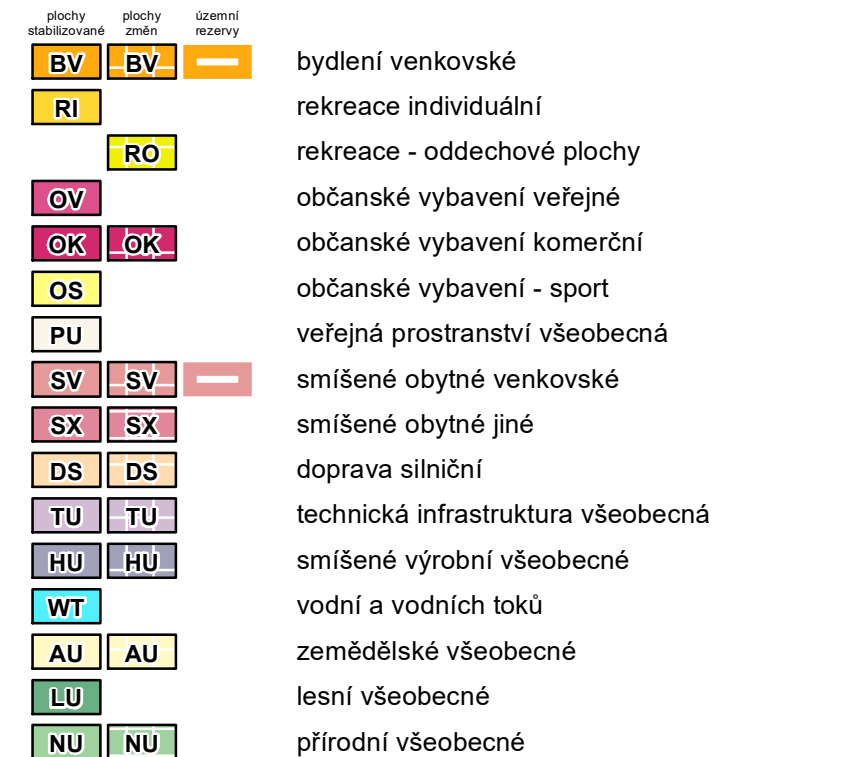 plochy plochy územní
stabilizované změn rezervy
BV BV bydlení venkovské
RI rekreace individuální
RO rekreace - oddechové plochy
OV občanské vybavení veřejné
OK OK občanské vybavení komerční
OS občanské vybavení - sport
PU veřejná prostranství všeobecná
SV SV smíšené obytné venkovské
SX SX smíšené obytné jiné
DS DS doprava silniční
TU TU technická infrastruktura všeobecná
HU HU smíšené výrobní všeobecné
WT vodní a vodních toků
AU AU zemědělské všeobecné
LU lesní všeobecné
NU NU přírodní všeobecné